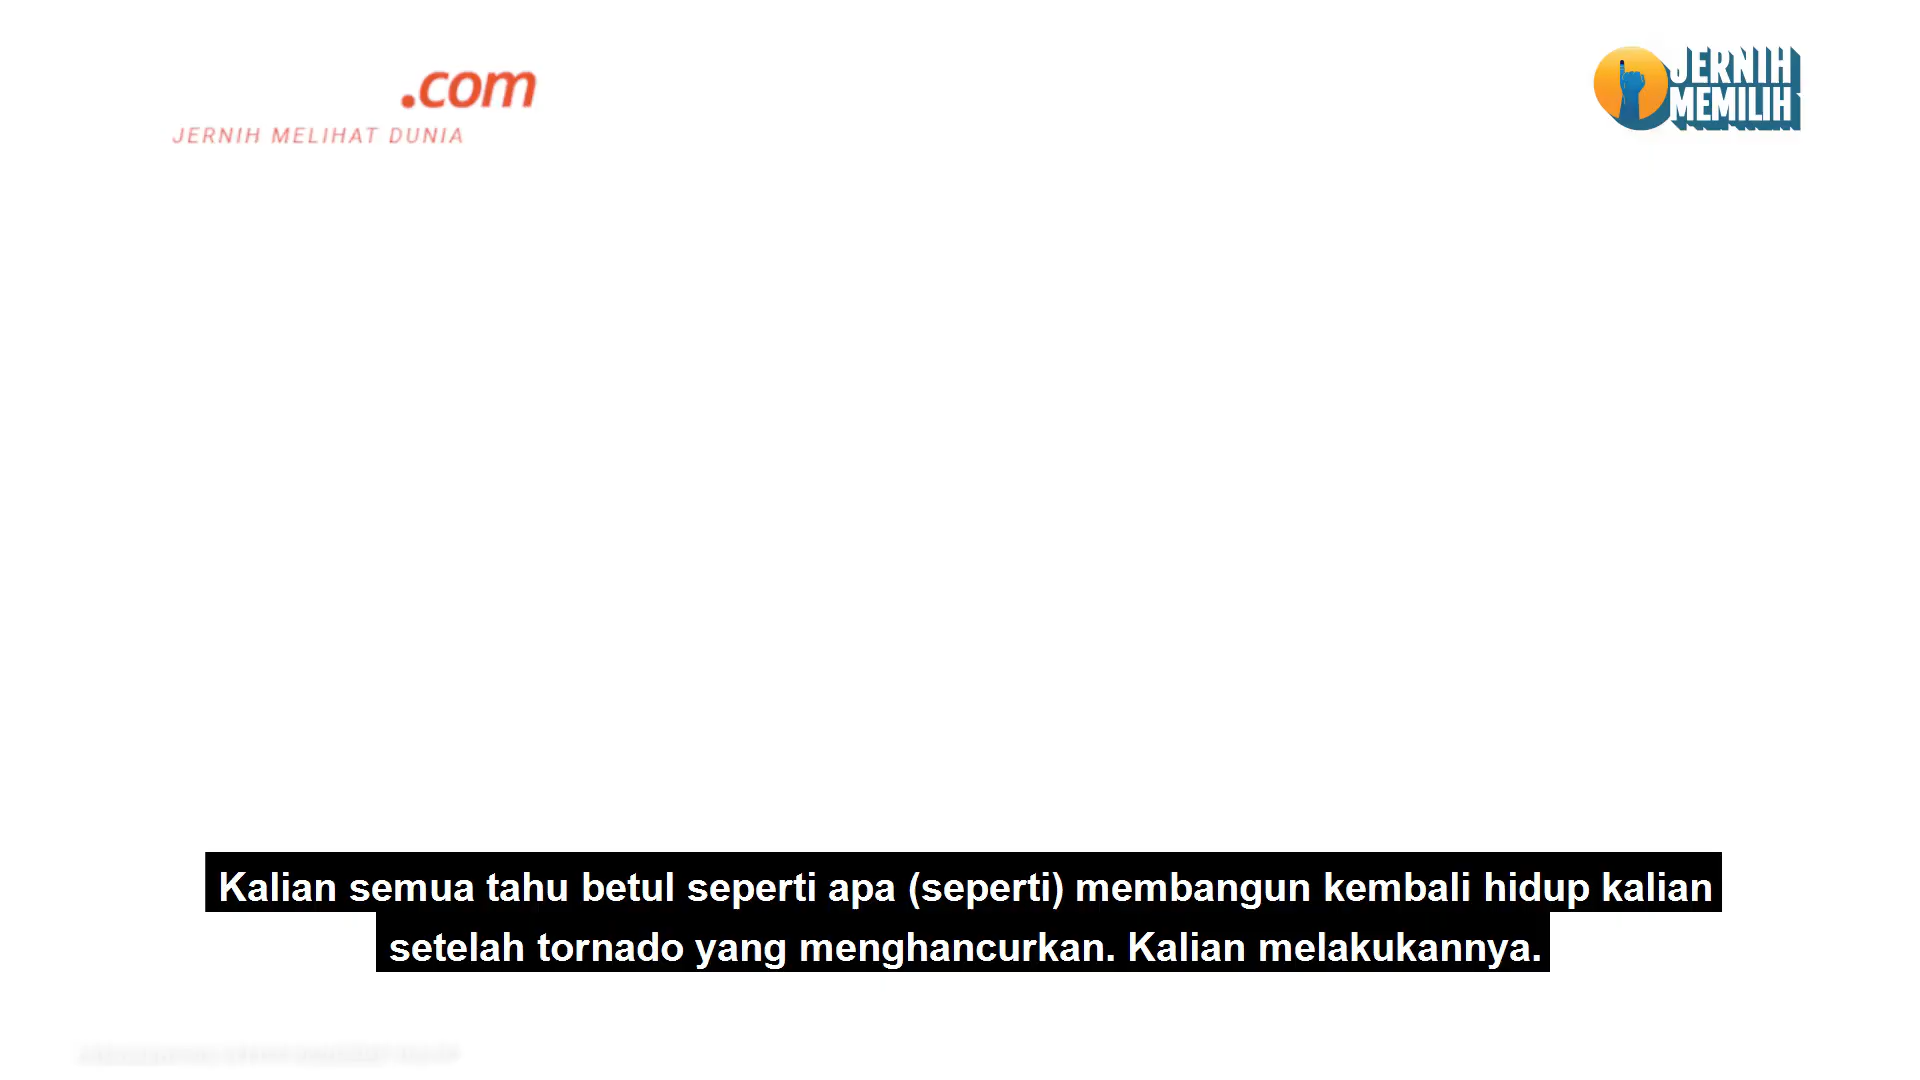 .com
JERNIH MELIHAT DUNIA
JERNIH
MEMILIH
Kalian semua tahu betul seperti apa (seperti) membangun kembali hidup kalian
setelah tornado yang menghancurkan. Kalian melakukannya.